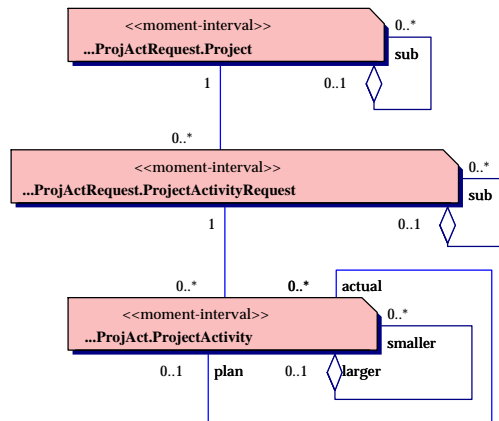 <<moment-interval>>
0..*
...ProjActRequest.Project
sub
1
0..1
0..*
<<moment-interval>>
0..*
...ProjActRequest.ProjectActivityRequest
sub
1
0..1
0..*
0..*
actual
<<moment-interval>>
0..*
...ProjAct.ProjectActivity
smaller
0..1
plan
0..1
larger